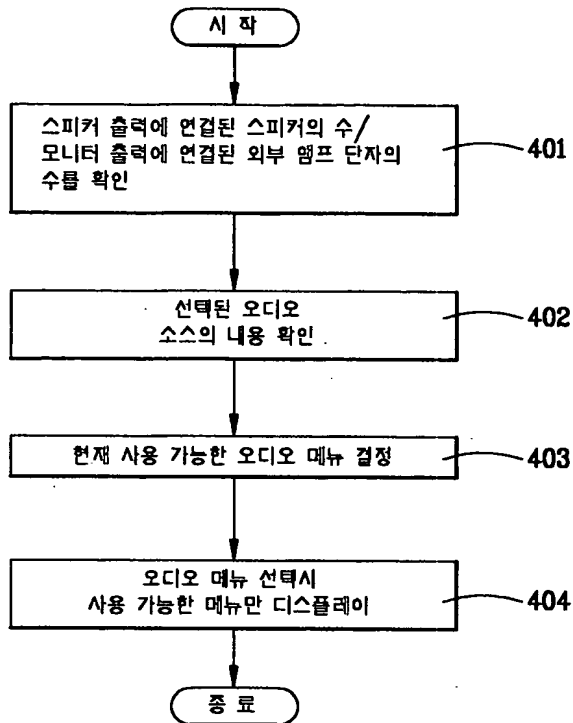 시 작
스피커 출력에 연결된 스피커의 수/
모니터 출력에 연결된 외부 앰프 단자의
수를 확인
401
선택된 오디오
소스의 내용 확인
402
현재 사용 가능한 오디오 메뉴 결정
403
오디오 메뉴 선택시
사용 가능한 메뉴만 디스플레이
404
종 료